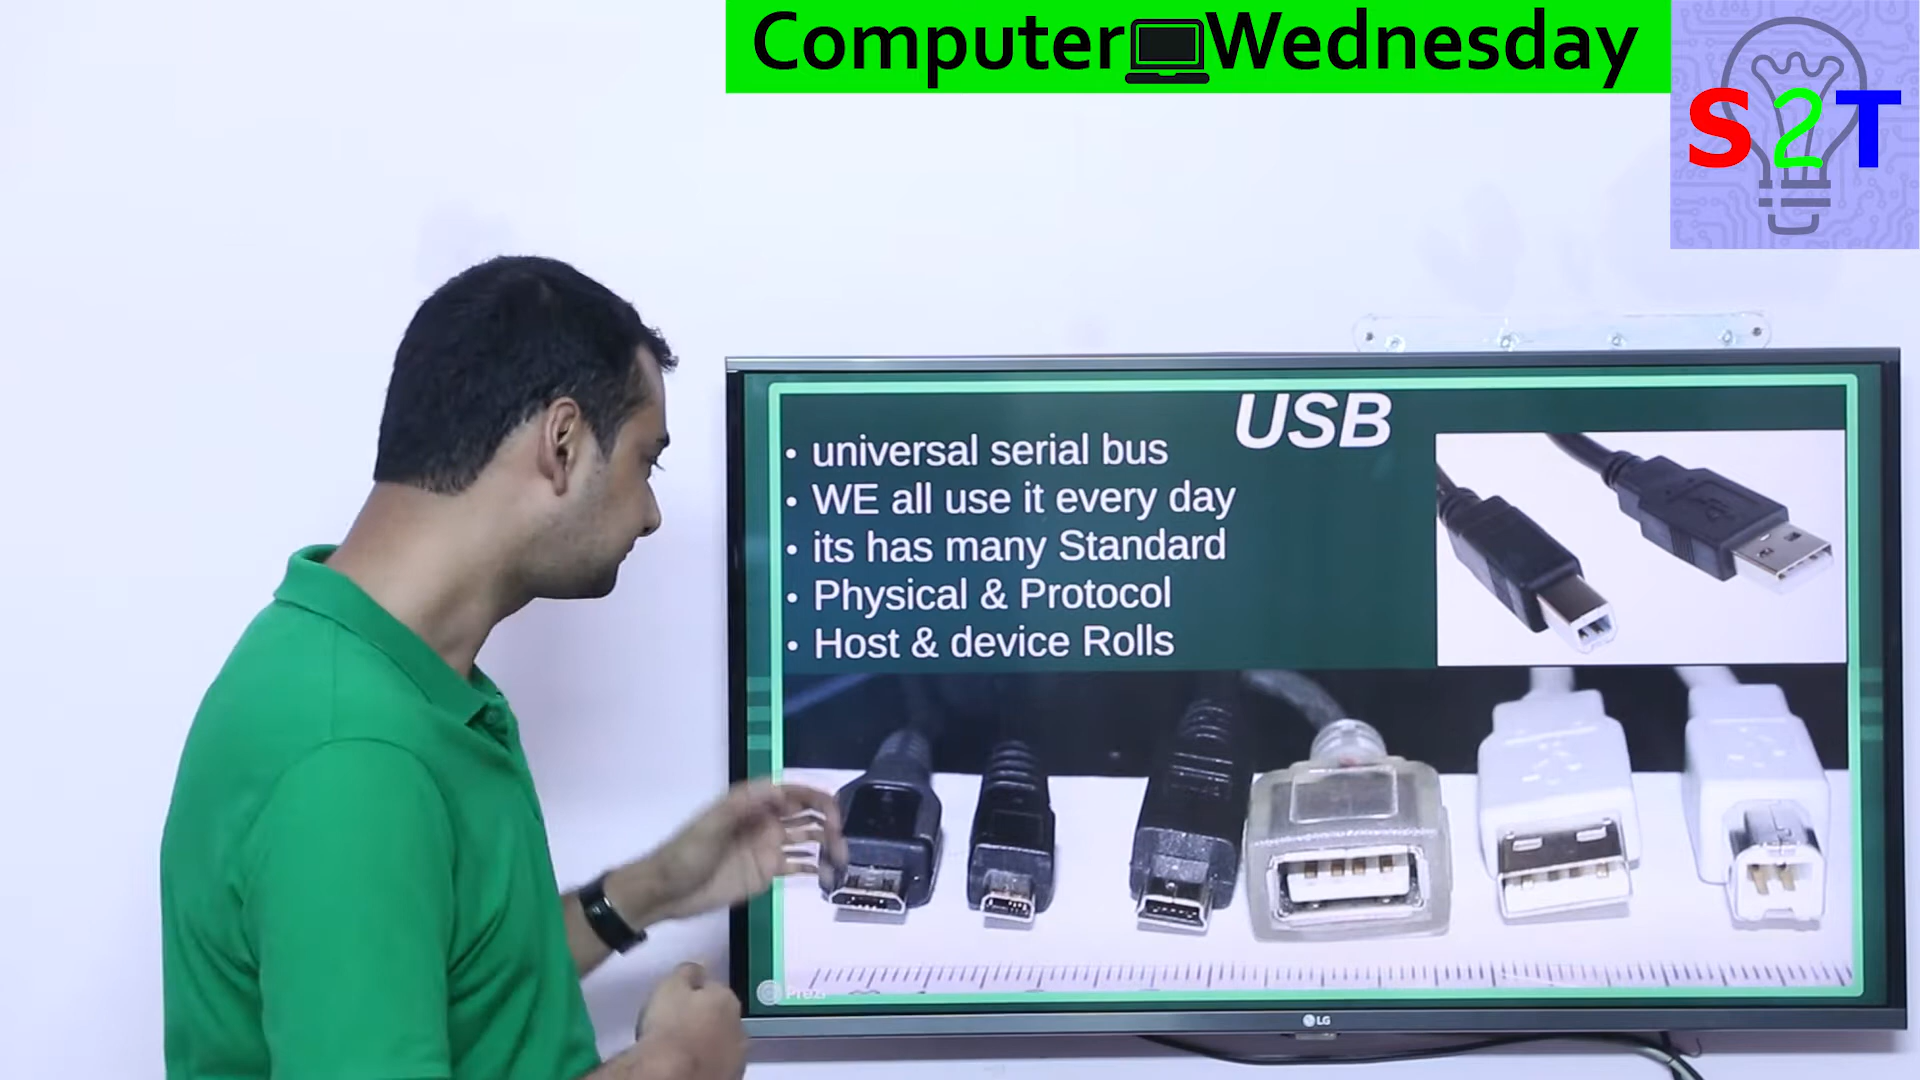 Computer Wednesday
S2T
USB
• universal serial bus
• WE all use it every day
• its has many Standard
• Physical & Protocol
• Host & device Rolls
Prezi
LG